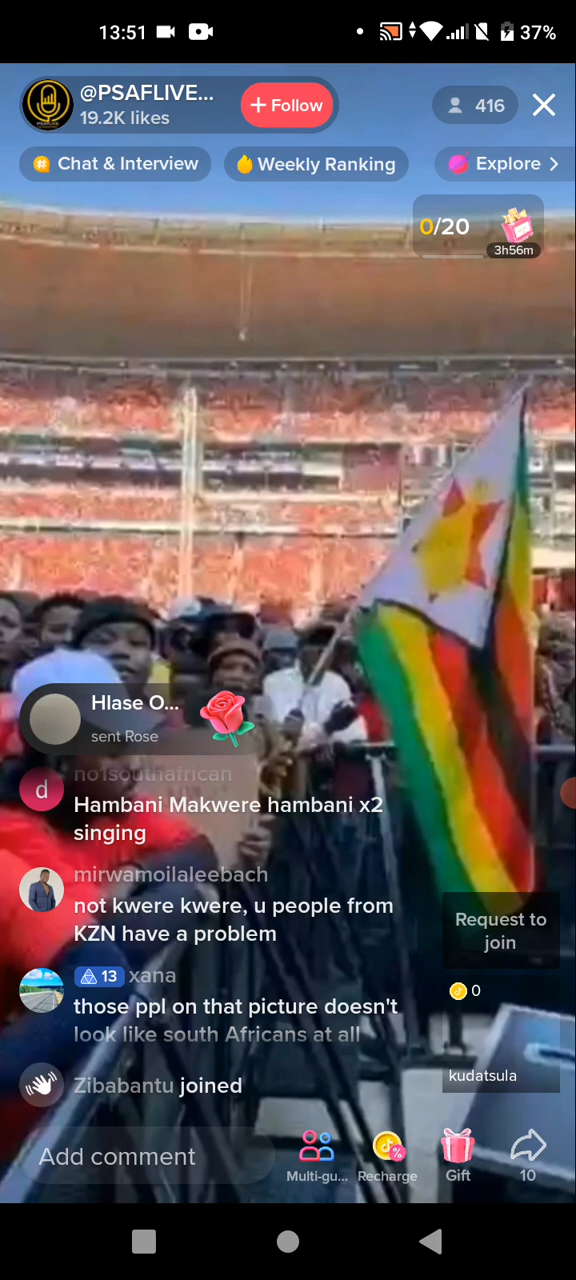 13:51
37%
@PSAFLIVE...
19.2K likes
+ Follow
416
Chat & Interview
Weekly Ranking
Explore >
0/20
3h56m
Hlase O...
sent Rose
no1southafrican
d
Hambani Makwere hambani x2
singing
mirwamoilaleebach
not kwere kwere, u people from
KZN have a problem
13 xana
those ppl on that picture doesn't
look like south Africans at all
Request to
join
0
kudatsula
Zibabantu joined
Add comment
Multi-gu...
Recharge
Gift
10